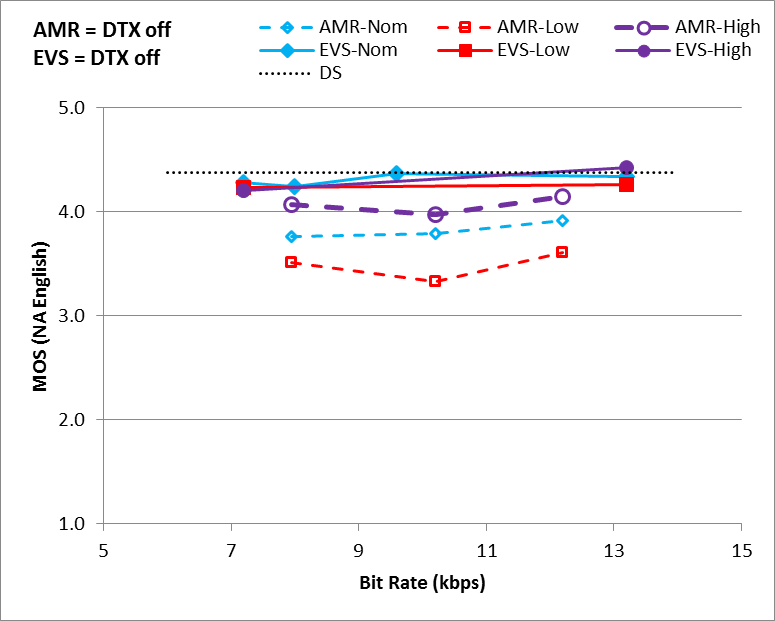 AMR = DTX off
EVS = DTX off
AMR-Nom AMR-Low AMR-High
EVS-Nom EVS-Low EVS-High
DS
5.0
4.0
3.0
2.0
1.0
MOS (NA English)
5 7 9 11 13 15
Bit Rate (kbps)